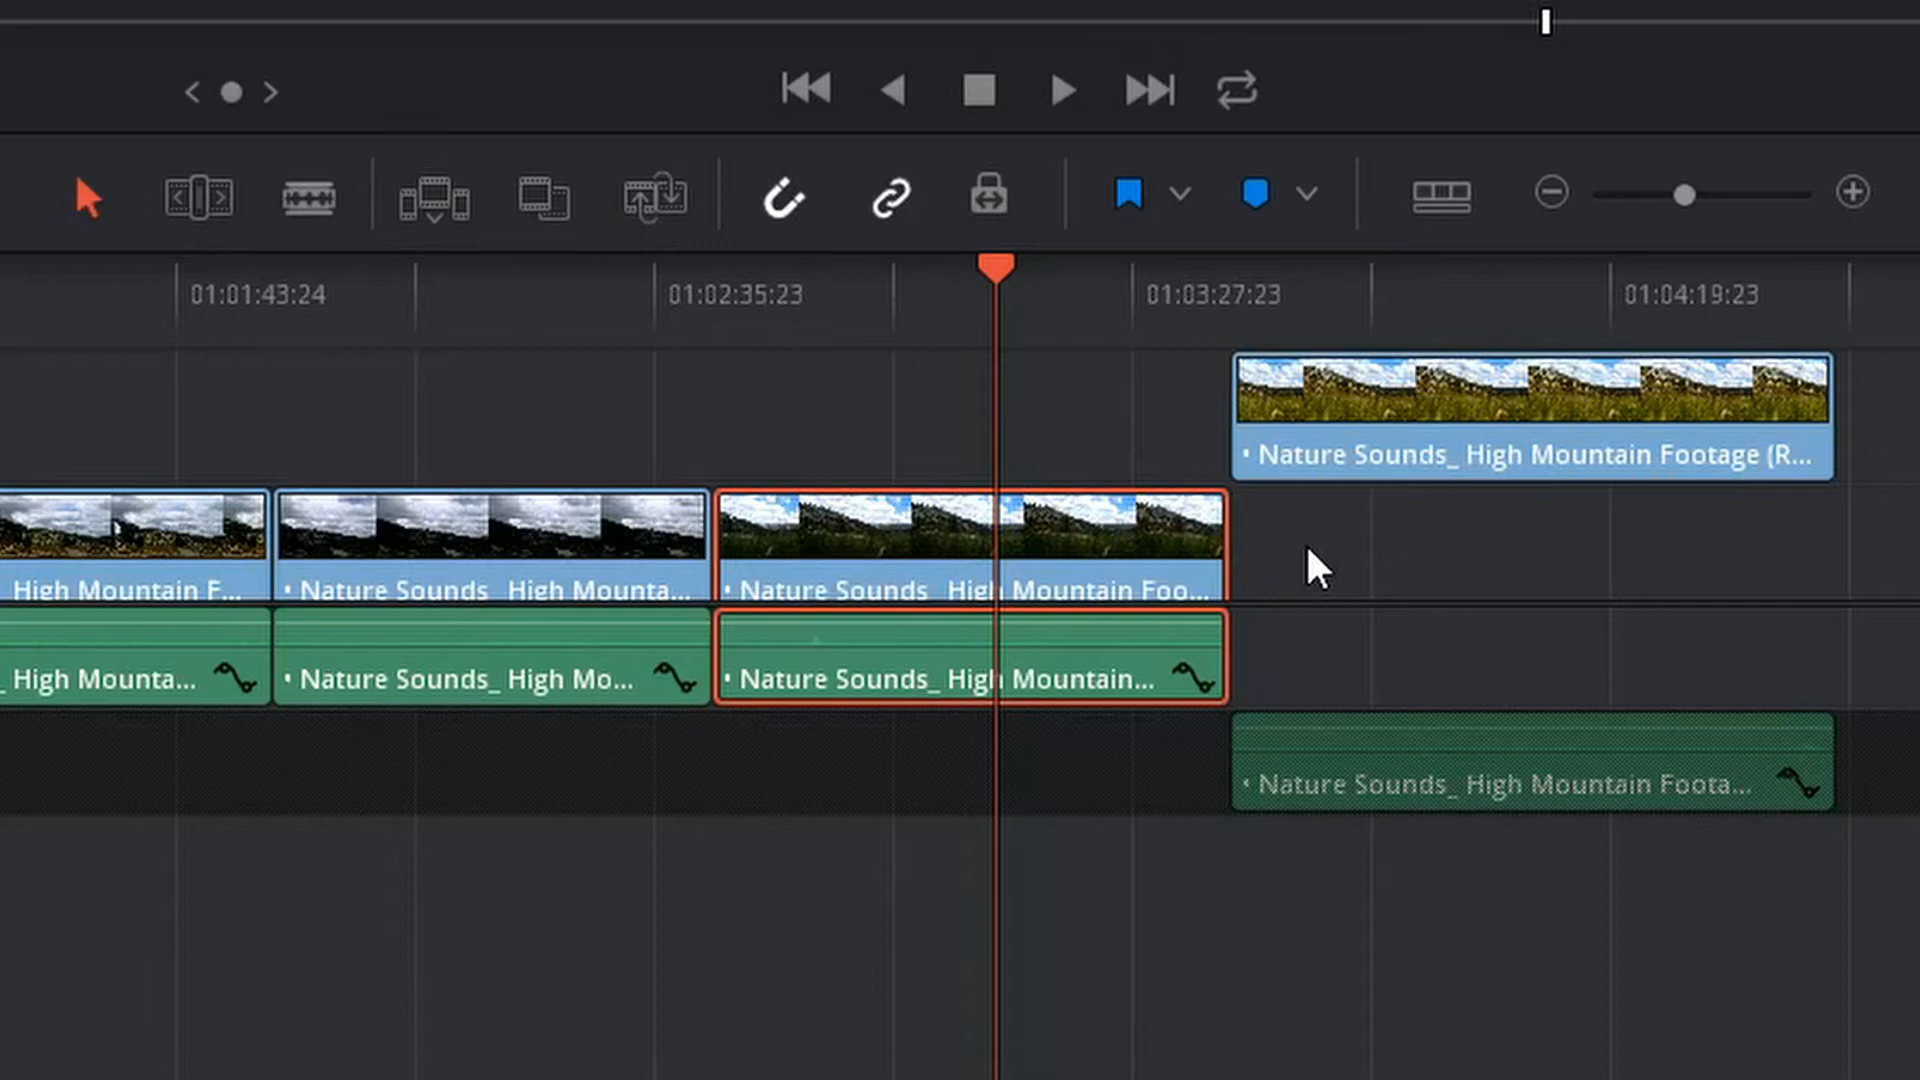 01:01:43:24 01:02:35:23 01:03:27:23 01:04:19:23
• Nature Sounds_ High Mountain Footage (R...
High Mountain F... • Nature Sounds_ High Mounta... • Nature Sounds_ High Mountain Foo...
_ High Mounta... • Nature Sounds_ High Mo... • Nature Sounds_ High Mountain...
• Nature Sounds_ High Mountain Foota...